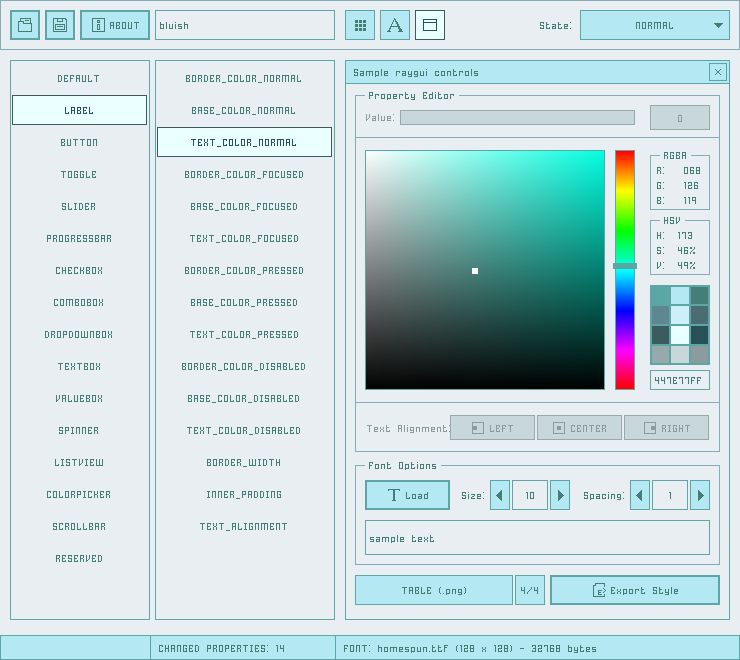 ABOUT
bluish
State:
NORMAL
DEFAULT
LABEL
BUTTON
TOGGLE
SLIDER
PROGRESSBAR
CHECKBOX
COMBOBOX
DROPDOWNBOX
TEXTBOX
VALUEBOX
SPINNER
LISTVIEW
COLORPICKER
SCROLLBAR
RESERVED
BORDER_COLOR_NORMAL
BASE_COLOR_NORMAL
TEXT_COLOR_NORMAL
BORDER_COLOR_FOCUSED
BASE_COLOR_FOCUSED
TEXT_COLOR_FOCUSED
BORDER_COLOR_PRESSED
BASE_COLOR_PRESSED
TEXT_COLOR_PRESSED
BORDER_COLOR_DISABLED
BASE_COLOR_DISABLED
TEXT_COLOR_DISABLED
BORDER_WIDTH
INNER_PADDING
TEXT_ALIGNMENT
Sample raygui controls
Property Editor
Value:
0
RGBA
R: 068
G: 126
B: 119
HSV
H: 173
S: 46%
V: 49%
447E77FF
Text Alignment:
LEFT
CENTER
RIGHT
Font Options
Load
Size:
10
Spacing:
1
sample text
TABLE (.png)
4/4
Export Style
CHANGED PROPERTIES: 14
FONT: homespun.ttf (128 x 128) - 32768 bytes